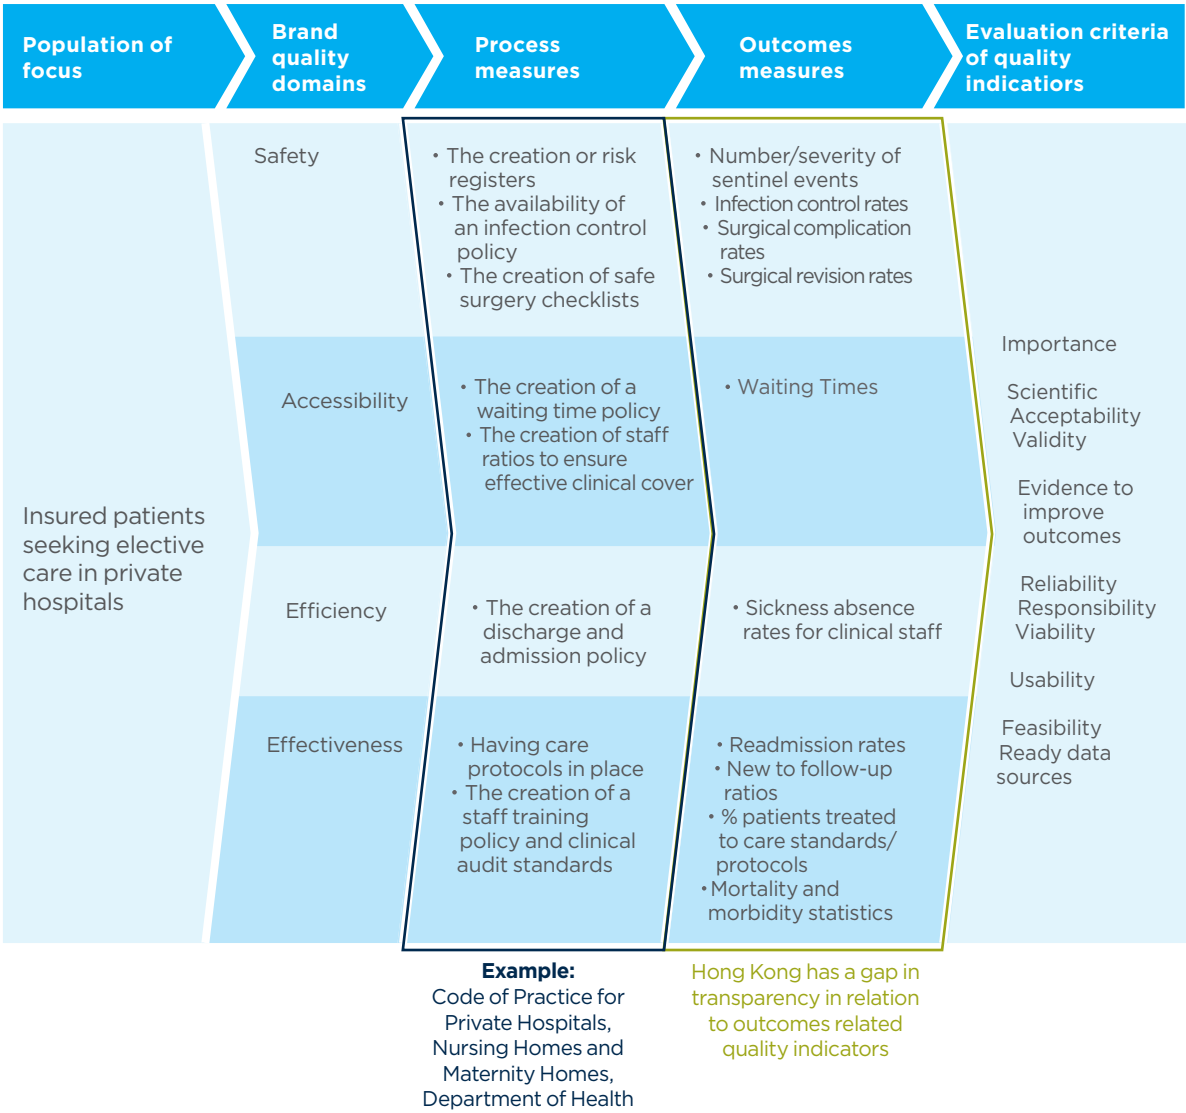 Population of
focus
Brand
quality
domains
Process
measures
Outcomes
measures
Evaluation criteria
of quality
indicatiors
Insured patients
seeking elective
care in private
hospitals
Safety
• The creation or risk
registers
• The availability of
an infection control
policy
• The creation of safe
surgery checklists
• Number/severity of
sentinel events
• Infection control rates
• Surgical complication
rates
• Surgical revision rates
Accessibility
• The creation of a
waiting time policy
• The creation of staff
ratios to ensure
effective clinical cover
• Waiting Times
Efficiency
• The creation of a
discharge and
admission policy
• Sickness absence
rates for clinical staff
Effectiveness
• Having care
protocols in place
• The creation of a
staff training
policy and clinical
audit standards
• Readmission rates
• New to follow-up
ratios
• % patients treated
to care standards/
protocols
• Mortality and
morbidity statistics
Importance
Scientific
Acceptability
Validity
Evidence to
improve
outcomes
Reliability
Responsibility
Viability
Usability
Feasibility
Ready data
sources
Example:
Code of Practice for
Private Hospitals,
Nursing Homes and
Maternity Homes,
Department of Health
Hong Kong has a gap in
transparency in relation
to outcomes related
quality indicators